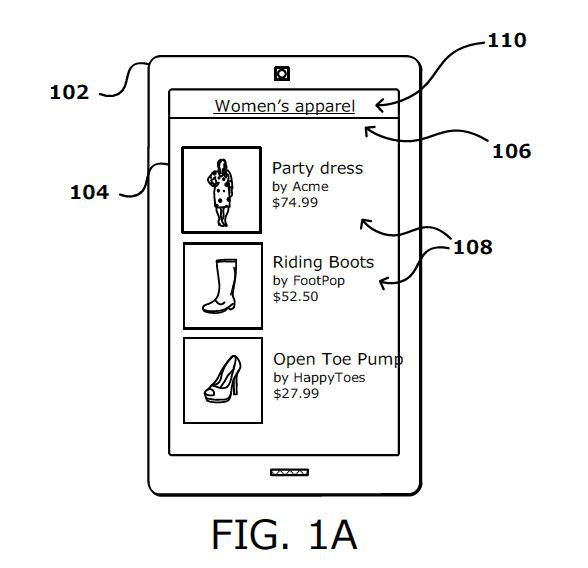 110
102
Women's apparel
106
104
Party dress
by Acme
$74.99
108
Riding Boots
by FootPop
$52.50
Open Toe Pump
by HappyToes
$27.99
FIG. 1A